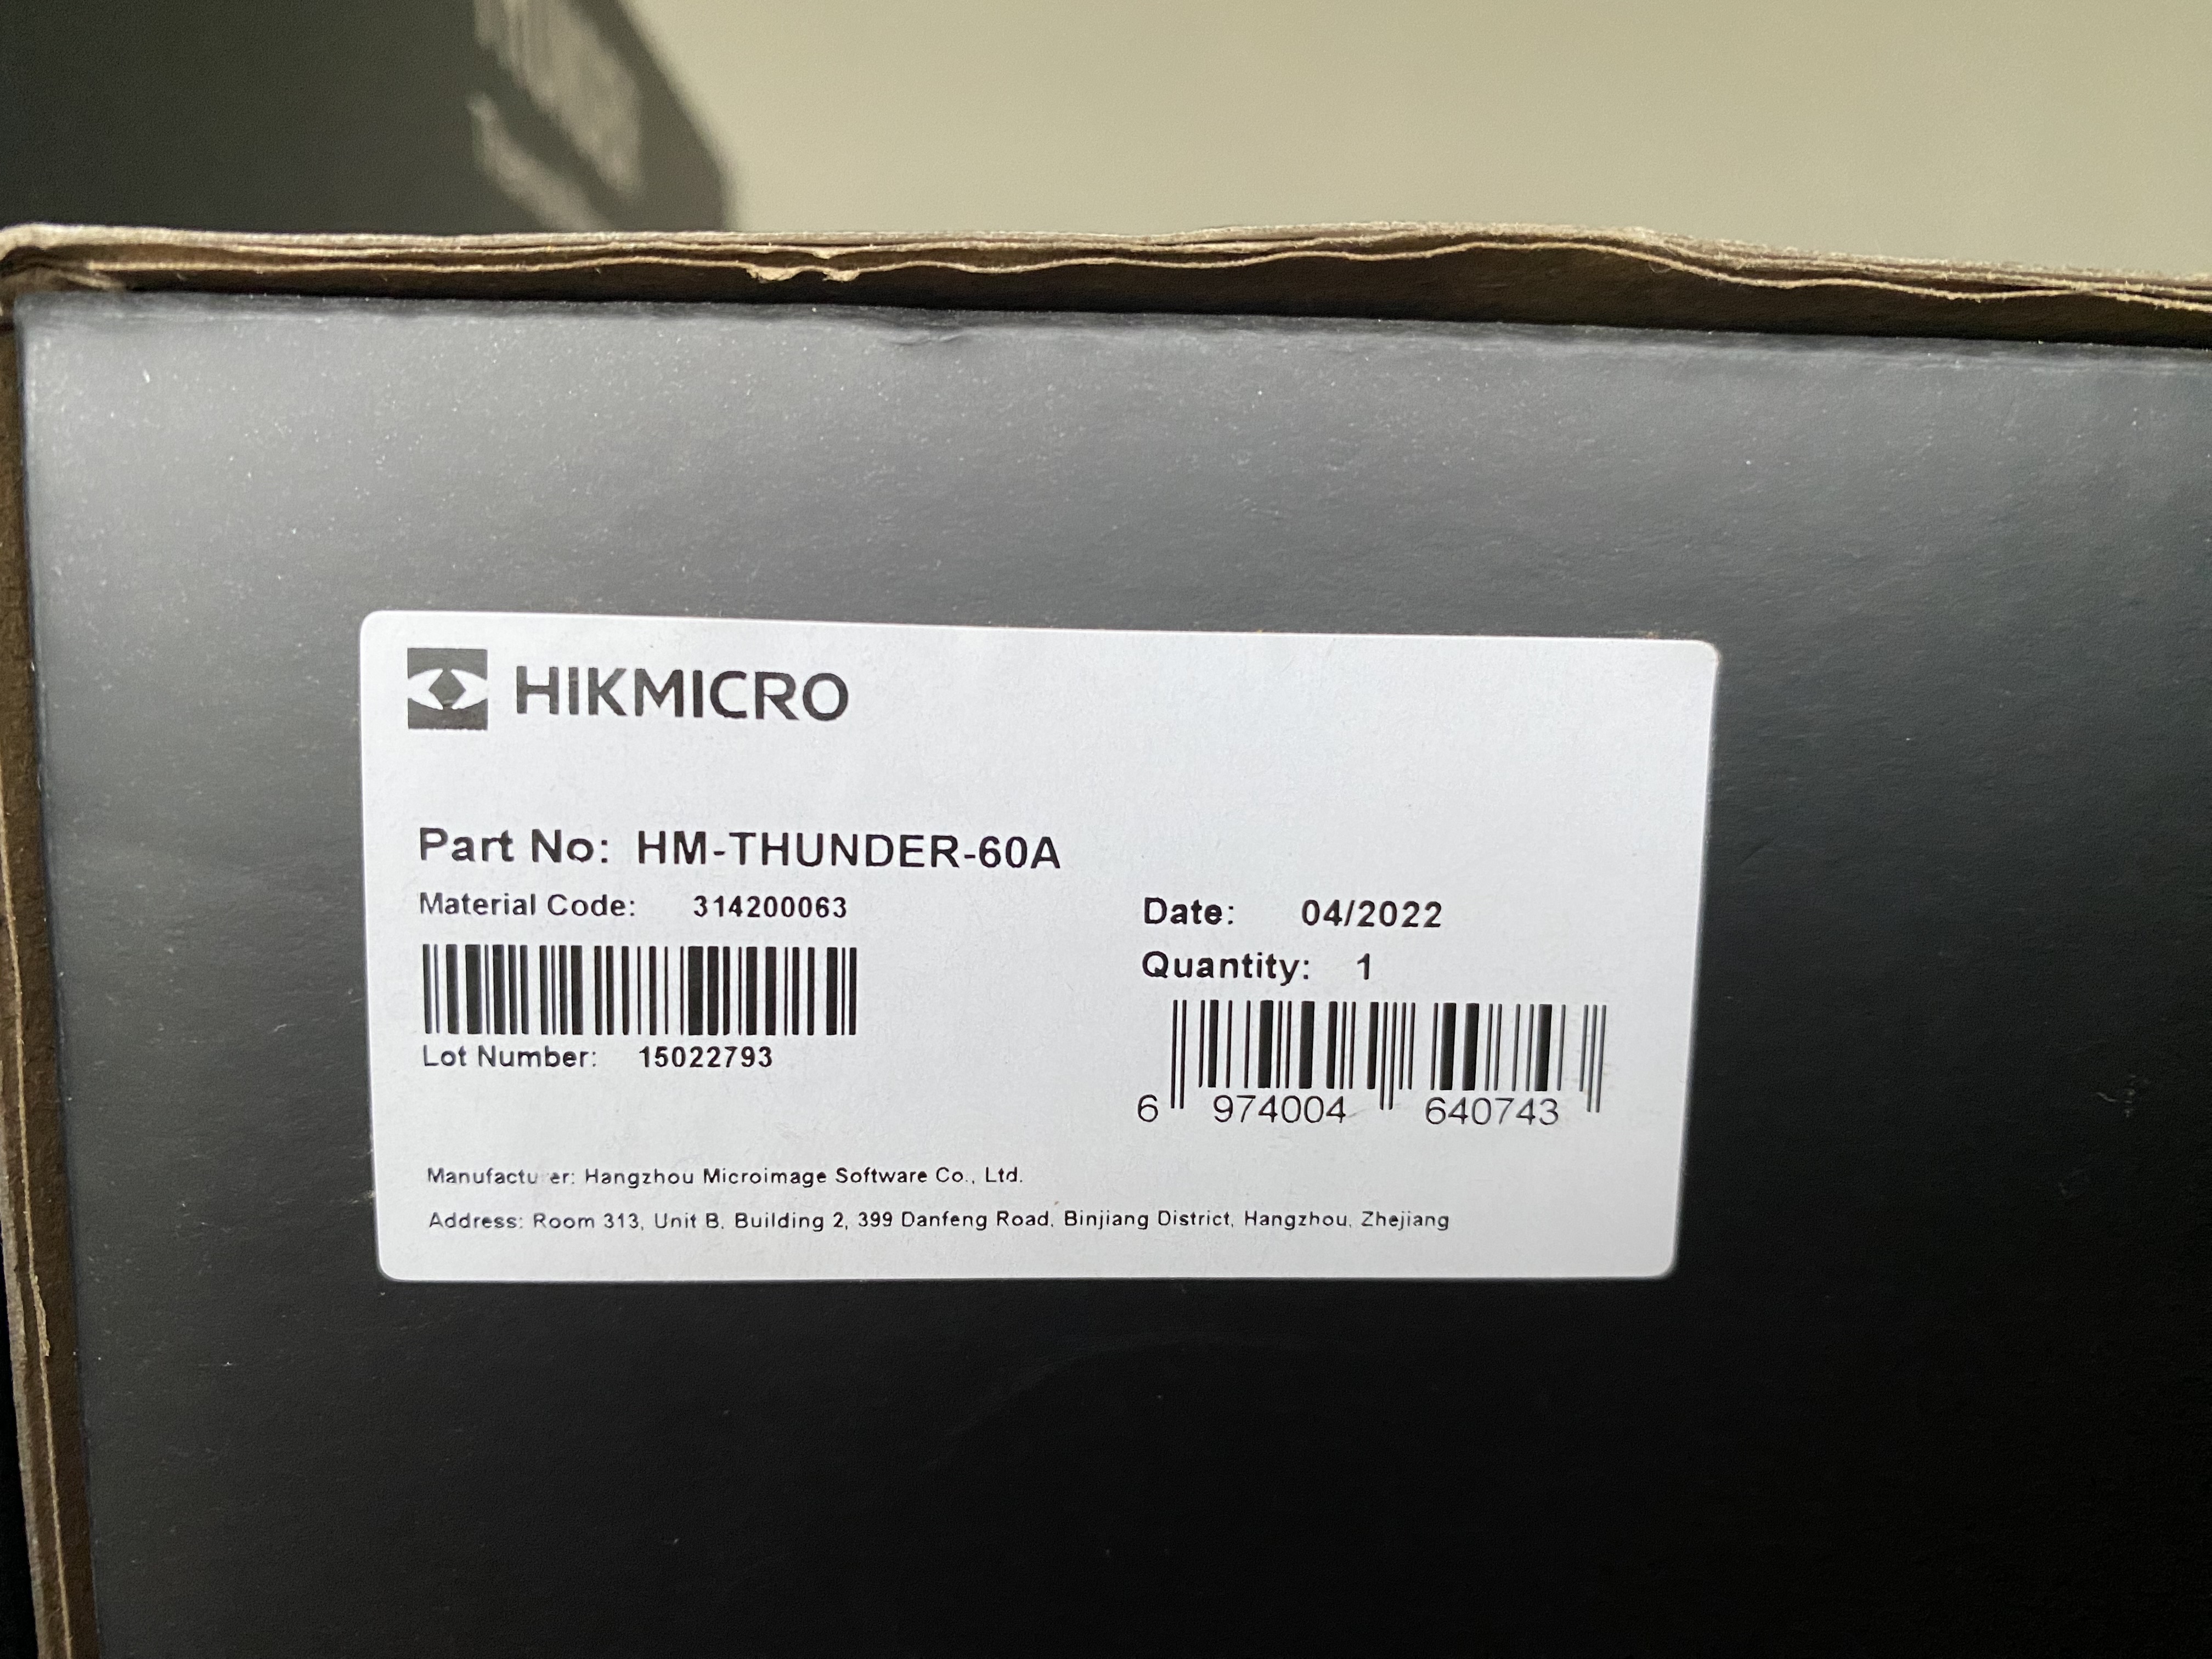 HIKMICRO
Part No: HM-THUNDER-60A
Material Code: 314200063
Lot Number: 15022793
Date: 04/2022
Quantity: 1
6 974004 640743
Manufactu er: Hangzhou Microimage Software Co., Ltd.
Address: Room 313, Unit B, Building 2, 399 Danfeng Road, Binjiang District, Hangzhou, Zhejiang